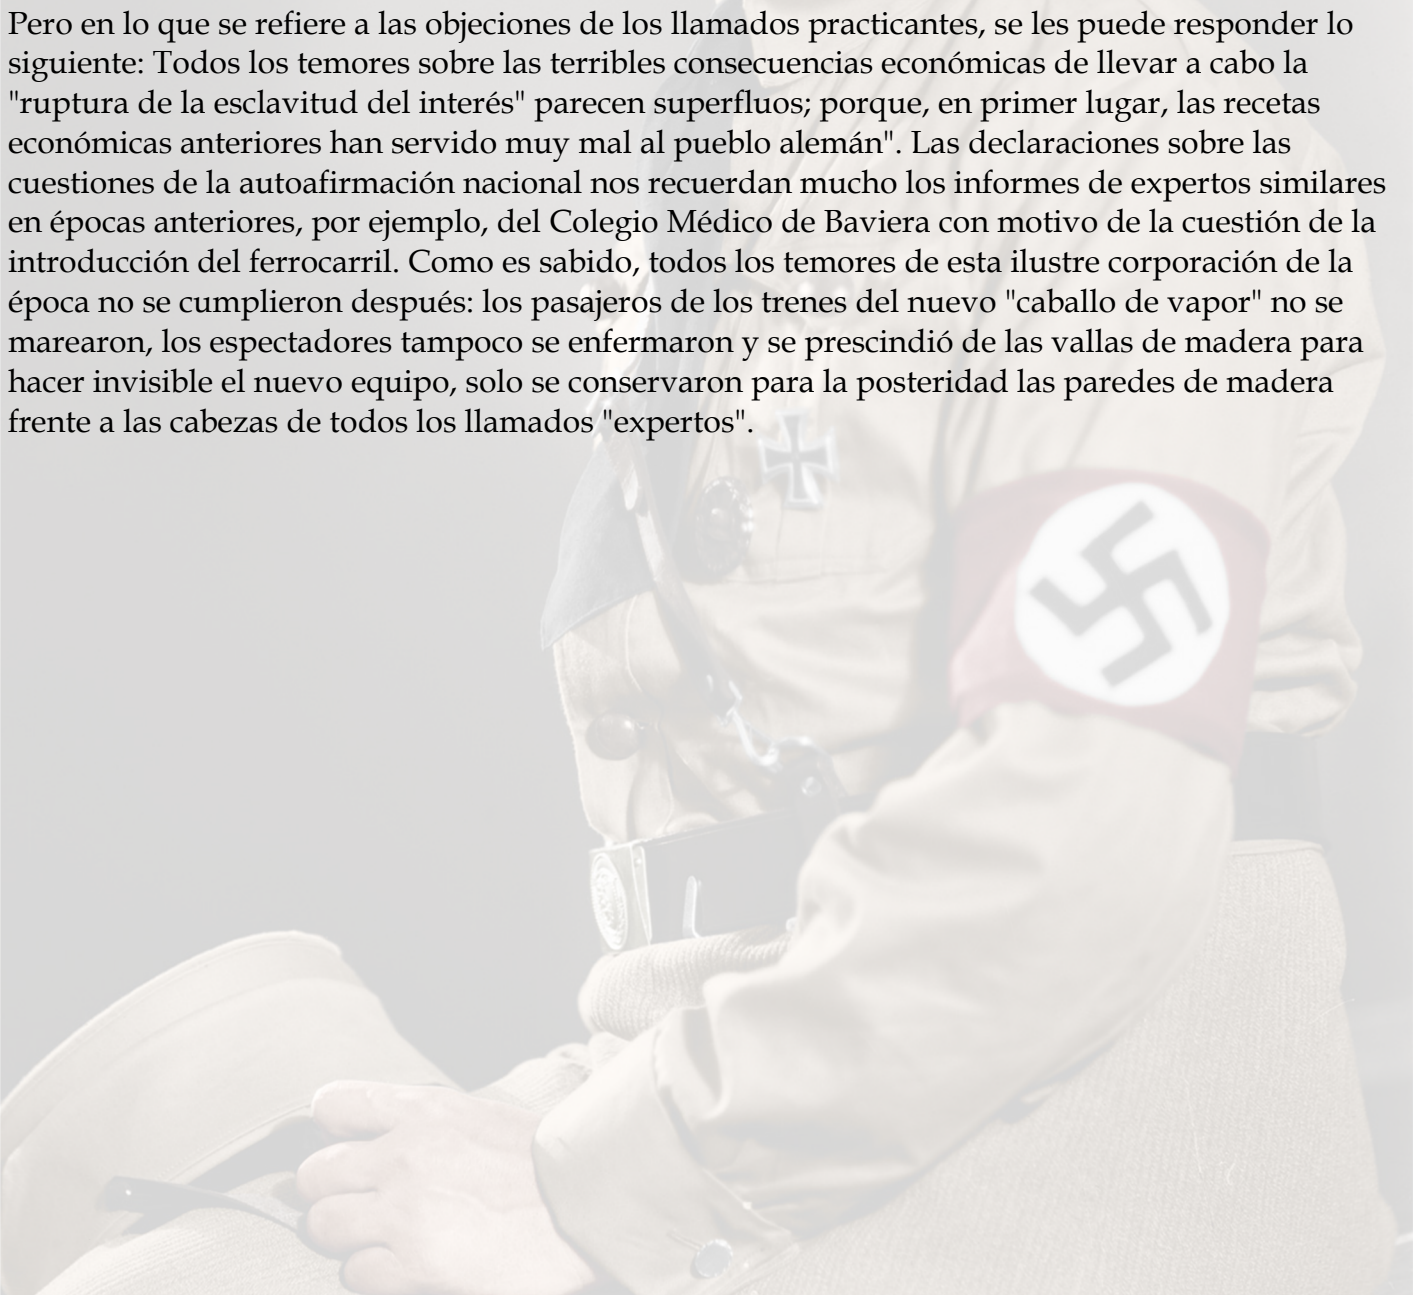 Pero en lo que se refiere a las objeciones de los llamados practicantes, se les puede responder lo
siguiente: Todos los temores sobre las terribles consecuencias económicas de llevar a cabo la
"ruptura de la esclavitud del interés" parecen superfluos; porque, en primer lugar, las recetas
económicas anteriores han servido muy mal al pueblo alemán". Las declaraciones sobre las
cuestiones de la autoafirmación nacional nos recuerdan mucho los informes de expertos similares
en épocas anteriores, por ejemplo, del Colegio Médico de Baviera con motivo de la cuestión de la
introducción del ferrocarril. Como es sabido, todos los temores de esta ilustre corporación de la
época no se cumplieron después: los pasajeros de los trenes del nuevo "caballo de vapor" no se
marearon, los espectadores tampoco se enfermaron y se prescindió de las vallas de madera para
hacer invisible el nuevo equipo, solo se conservaron para la posteridad las paredes de madera
frente a las cabezas de todos los llamados "expertos".